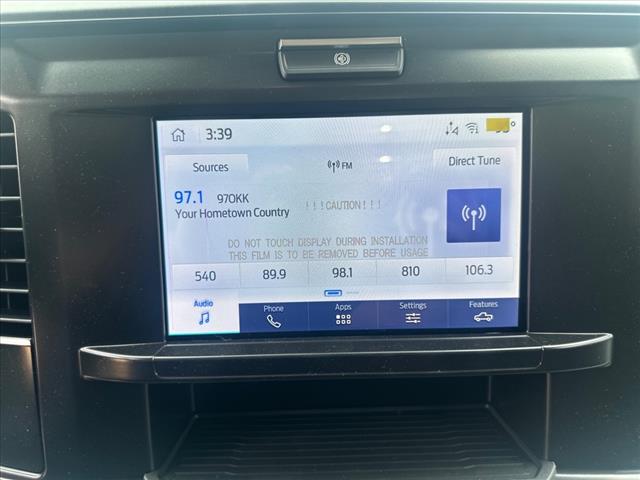 3:39
Sources
FM
Direct Tune
97.1 97OKK
Your Hometown Country
!!!CAUTION!!!
DO NOT TOUCH DISPLAY DURING INSTALLATION
THIS FILM IS TO BE REMOVED BEFORE USAGE
540 89.9 98.1 810 106.3
Audio Phone Apps Settings Features